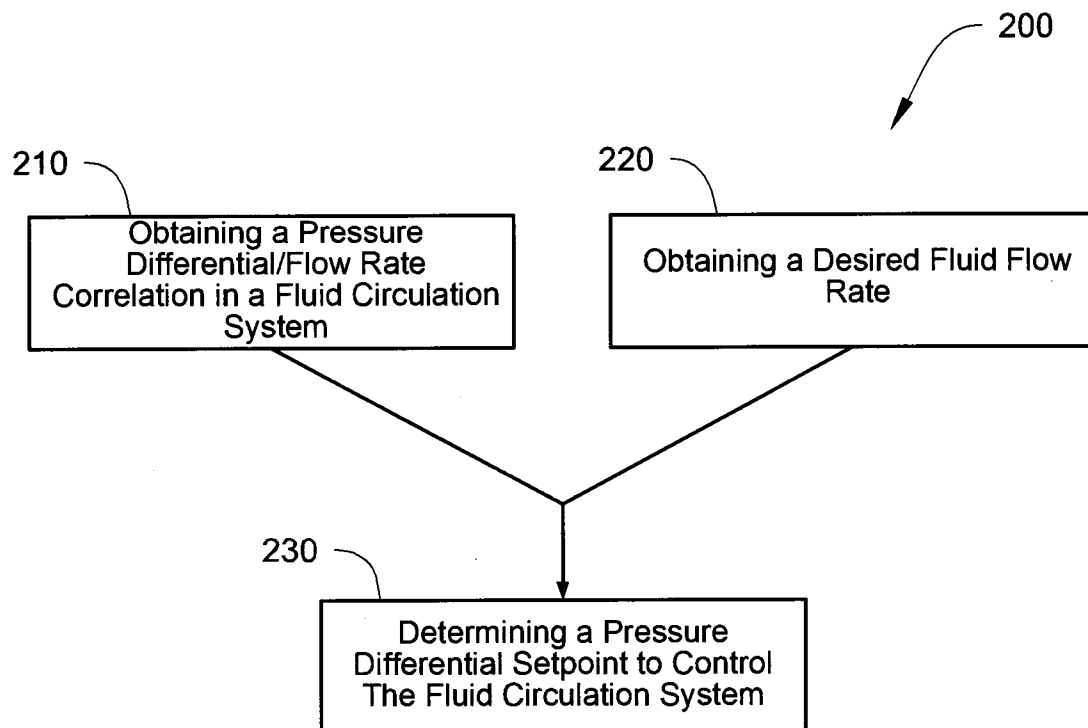 200
210
220
Obtaining a Pressure
Differential/Flow Rate
Correlation in a Fluid Circulation
System
Obtaining a Desired Fluid Flow
Rate
230
Determining a Pressure
Differential Setpoint to Control
The Fluid Circulation System